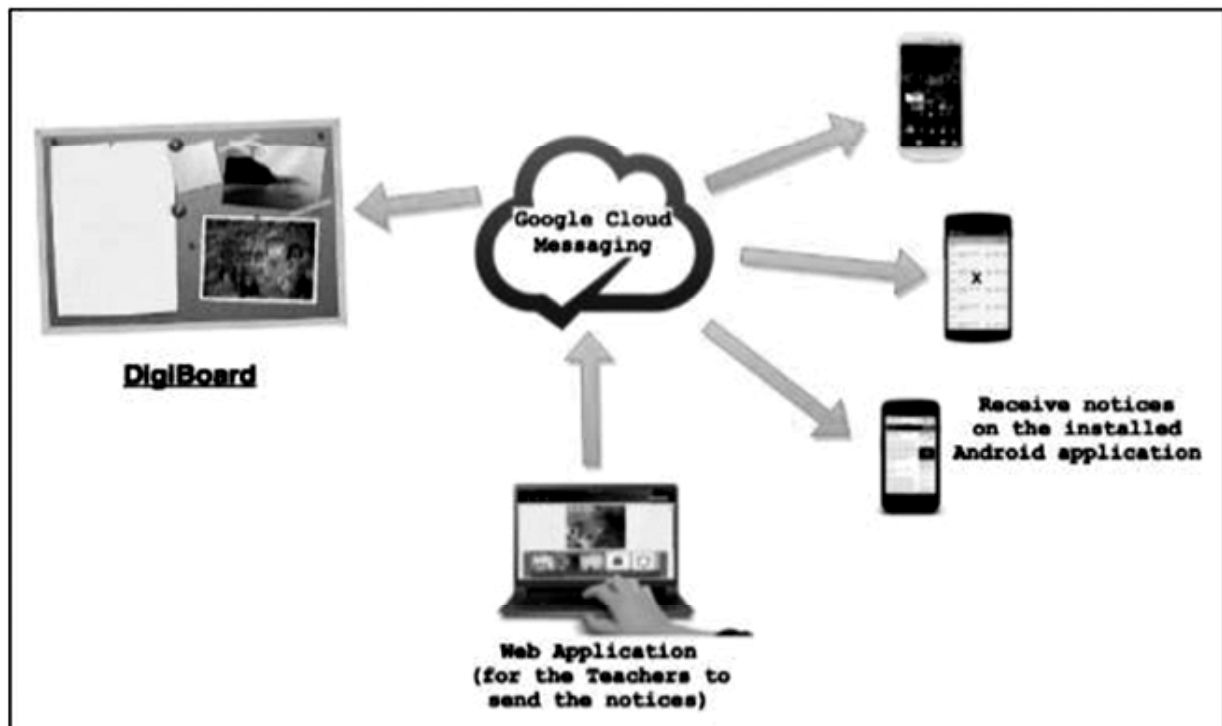 Google Cloud
Messaging
DigiBoard
X
Receive notices
on the installed
Android application
Web Application
(for the Teachers to
send the notices)